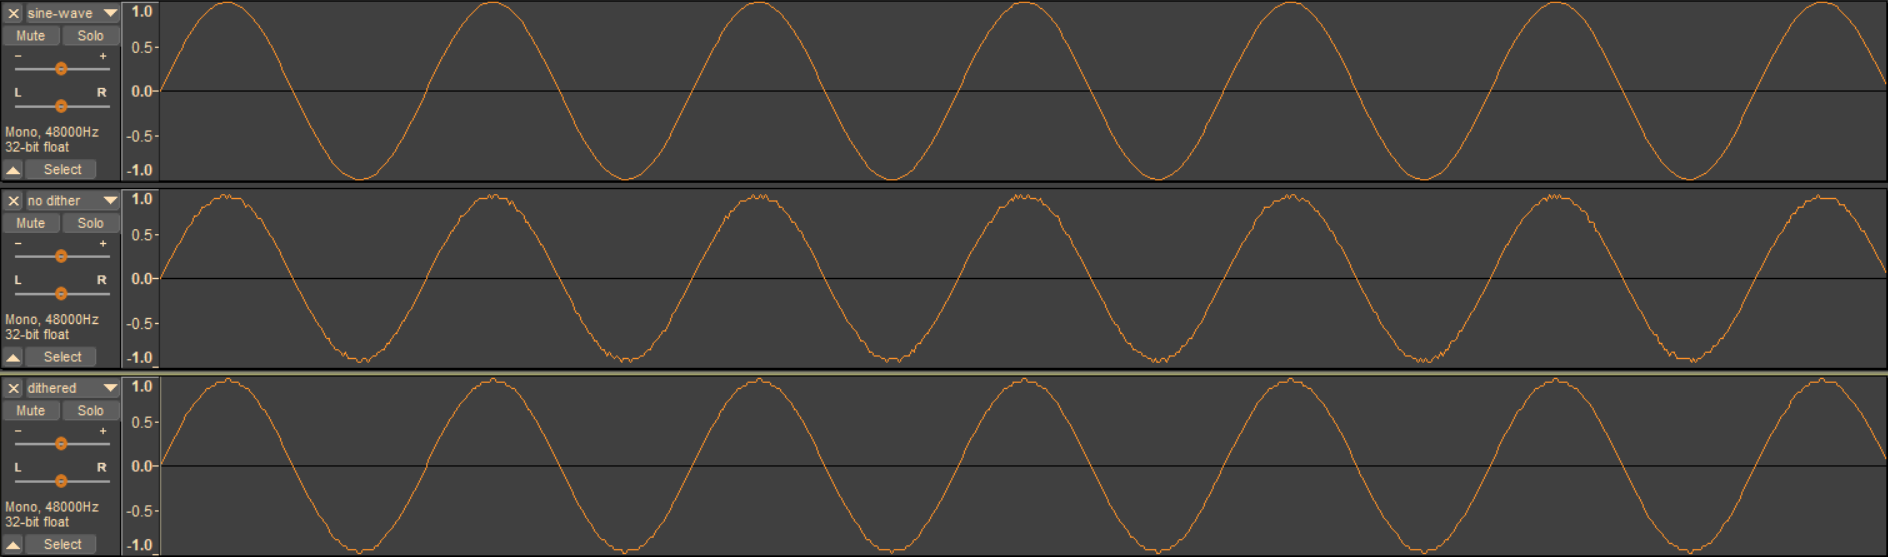 × sine-wave
Mute Solo
- +
L R
Mono, 48000Hz
32-bit float
Select
1.0
0.5-
0.0-
-0.5-
-1.0
× no dither
Mute Solo
- +
L R
Mono, 48000Hz
32-bit float
Select
1.0
0.5-
0.0-
-0.5-
-1.0
× dithered
Mute Solo
- +
L R
Mono, 48000Hz
32-bit float
Select
1.0
0.5-
0.0-
-0.5-
-1.0